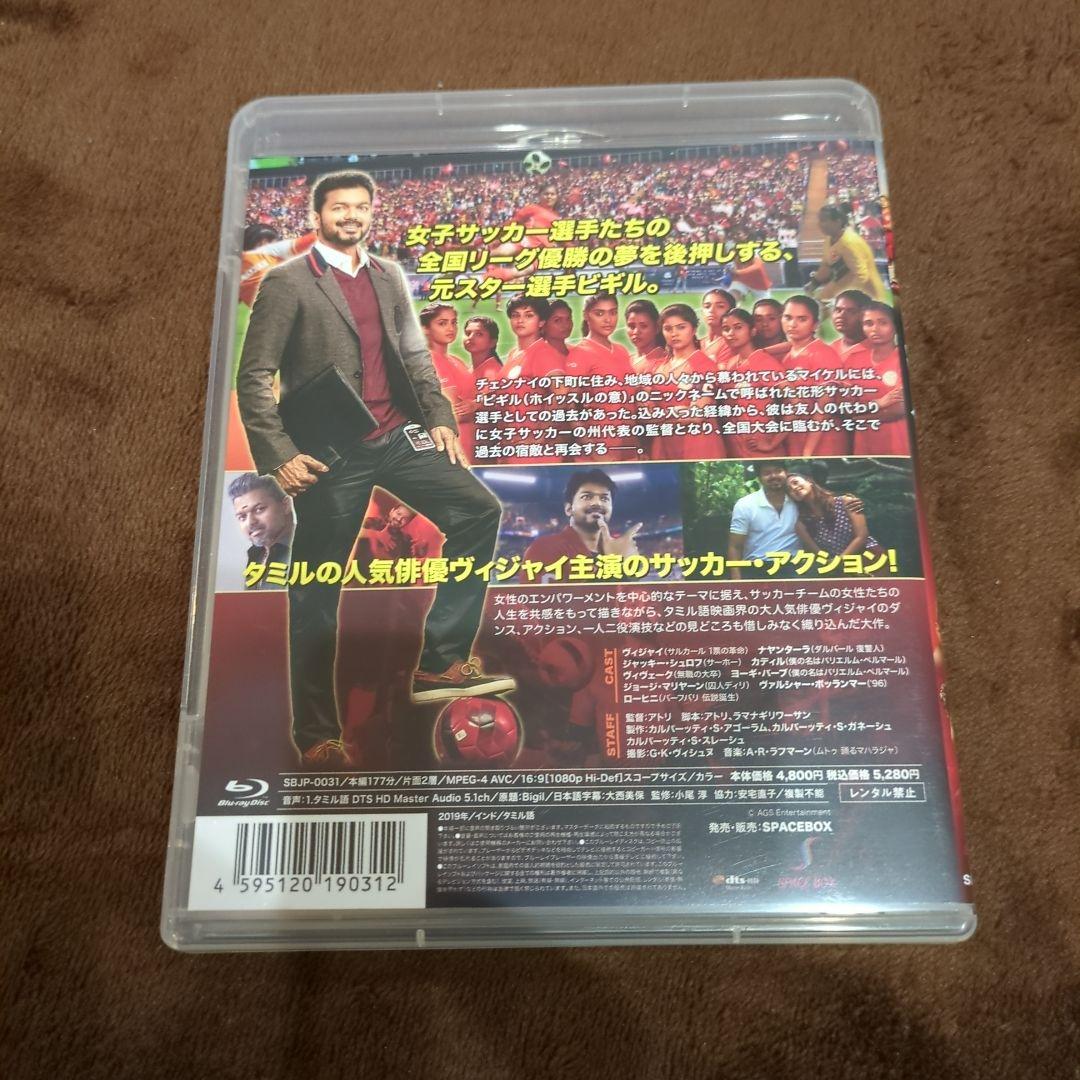 女子サッカー選手たちの
全国リーグ優勝の夢を後押しする、
元スター選手ビギル。
チェンナイの下町に住み、地域の人々から慕われているマイケルには、
「ビギル(ホイッスルの意)」のニックネームで呼ばれた花形サッカー
選手としての過去があった。込み入った経緯から、彼は友人の代わり
に女子サッカーの州代表の監督となり、全国大会に臨むが、そこで
過去の宿敵と再会する——。
タミルの人気俳優ヴィジャイ主演のサッカー・アクション!
女性のエンパワーメントを中心的なテーマに据え、サッカーチームの女性たちの
人生を共感をもって描きながら、タミル語映画界の大人気俳優ヴィジャイのダ
ンス、アクション、一人二役演技などの見どころも惜しみなく織り込んだ大作。
CAST
ヴィジャイ(サルカール 1票の革命) ナヤンターラ(ダルバール 復讐人)
ジャッキー・シュロフ(サーホー) カディル(僕の名はパリエルム・ペルマール)
ヴィヴェーク(無職の大卒) ヨーギ・バーブ(僕の名はパリエルム・ペルマール)
ジョージ・マリヤーン(囚人ディリ) ヴァルシャー・ボッランマー('96)
ローヒニ(バーフバリ 伝説誕生)
STAFF
監督:アトリ 脚本:アトリ、ラマナギリワーサン
製作:カルパーッティ・S・アゴーラム、カルパーッティ・S・ガネーシュ
カルパーッティ・S・スレーシュ
撮影:G・K・ヴィシュヌ 音楽:A・R・ラフマーン(ムトゥ 踊るマハラジャ)
Blu-ray Disc
SBJP-0031/本編177分/片面2層/MPEG-4 AVC/16:9[1080p Hi-Def]スコープサイズ/カラー 本体価格 4,800円 税込価格 5,280円
音声:1.タミル語 DTS HD Master Audio 5.1ch/原題:Bigil/日本語字幕:大西美保 監修:小尾 淳 協力:安宅直子/複製不能
レンタル禁止
2019年/インド/タミル語
© AGS Entertainment
発売・販売:SPACEBOX
4 595120 190312
dts-HD
Master Audio
SPACE BOX